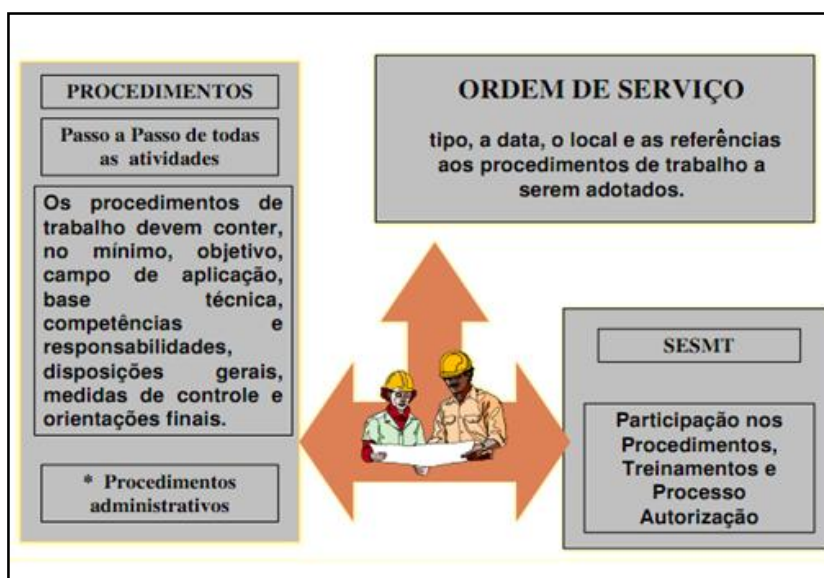 PROCEDIMENTOS
Passo a Passo de todas
as atividades
Os procedimentos de
trabalho devem conter,
no mínimo, objetivo,
campo de aplicação,
base técnica,
competências e
responsabilidades,
disposições gerais,
medidas de controle e
orientações finais.
* Procedimentos
administrativos
ORDEM DE SERVIÇO
tipo, a data, o local e as referências
aos procedimentos de trabalho a
serem adotados.
SESMT
Participação nos
Procedimentos,
Treinamentos e
Processo
Autorização